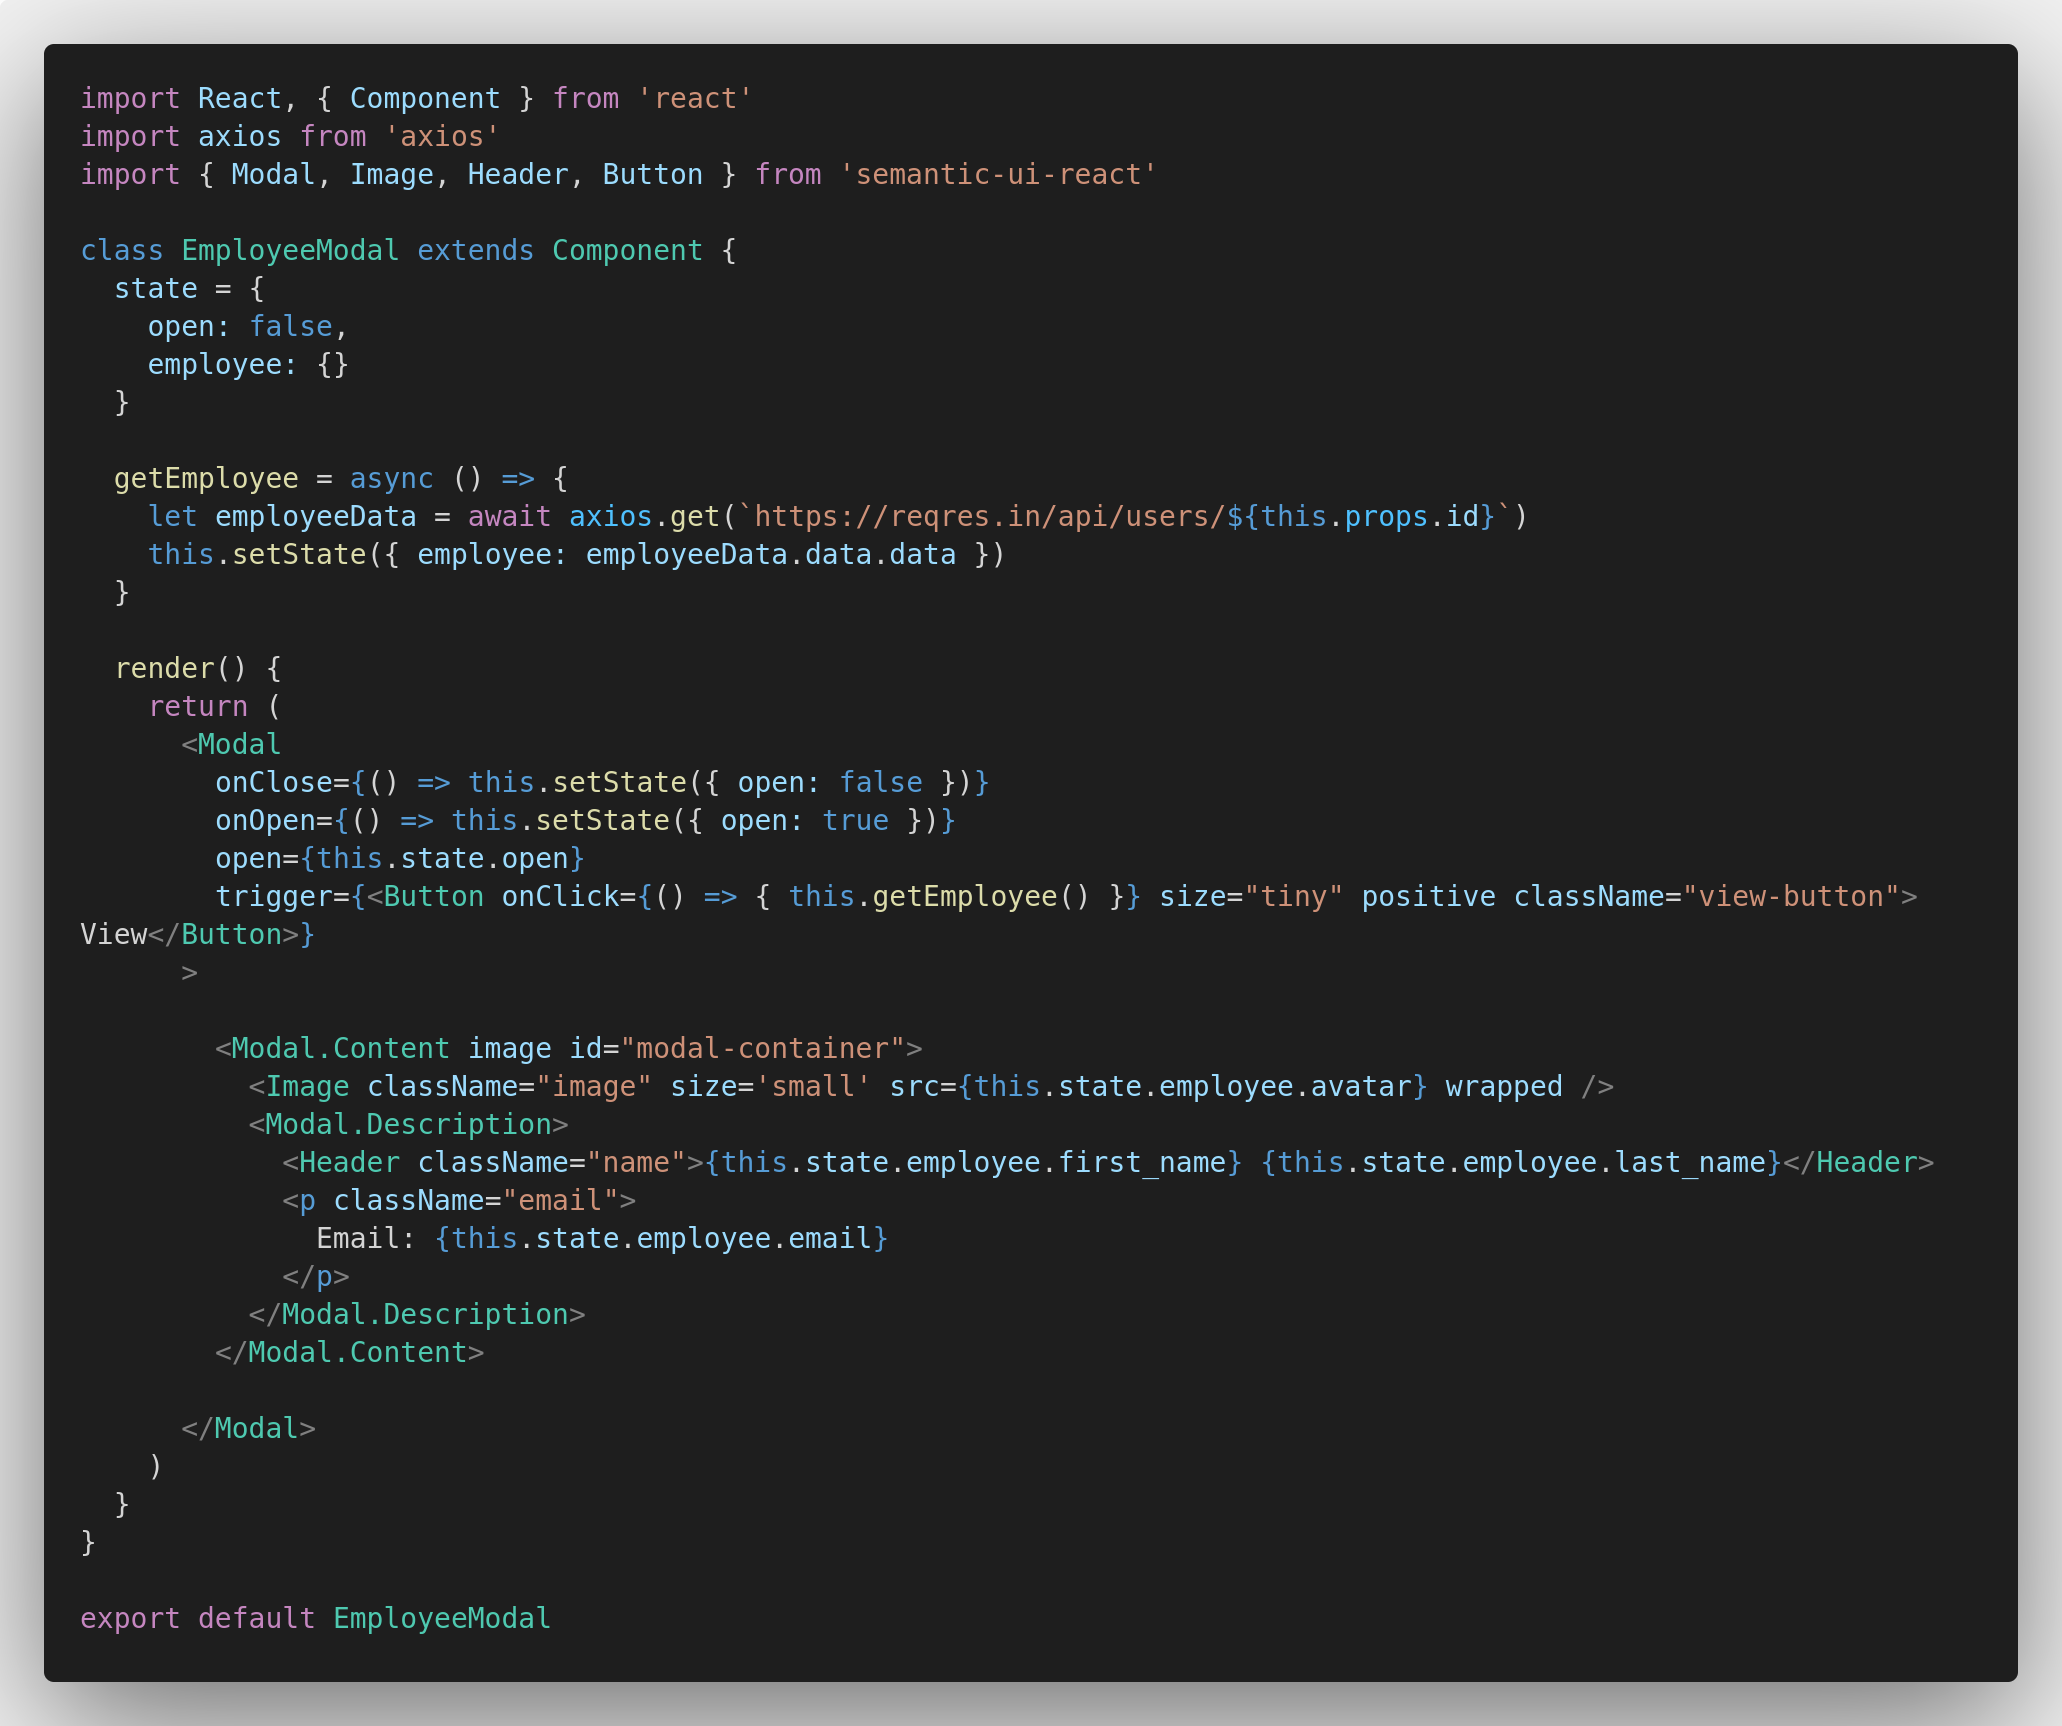 import React, { Component } from 'react'
import axios from 'axios'
import { Modal, Image, Header, Button } from 'semantic-ui-react'

class EmployeeModal extends Component {
  state = {
    open: false,
    employee: {}
  }

  getEmployee = async () => {
    let employeeData = await axios.get(`https://reqres.in/api/users/${this.props.id}`)
    this.setState({ employee: employeeData.data.data })
  }

  render() {
    return (
      <Modal
        onClose={() => this.setState({ open: false })}
        onOpen={() => this.setState({ open: true })}
        open={this.state.open}
        trigger={<Button onClick={() => { this.getEmployee() }} size="tiny" positive className="view-button">
View</Button>}
      >

        <Modal.Content image id="modal-container">
          <Image className="image" size='small' src={this.state.employee.avatar} wrapped />
          <Modal.Description>
            <Header className="name">{this.state.employee.first_name} {this.state.employee.last_name}</Header>
            <p className="email">
              Email: {this.state.employee.email}
            </p>
          </Modal.Description>
        </Modal.Content>

      </Modal>
    )
  }
}

export default EmployeeModal